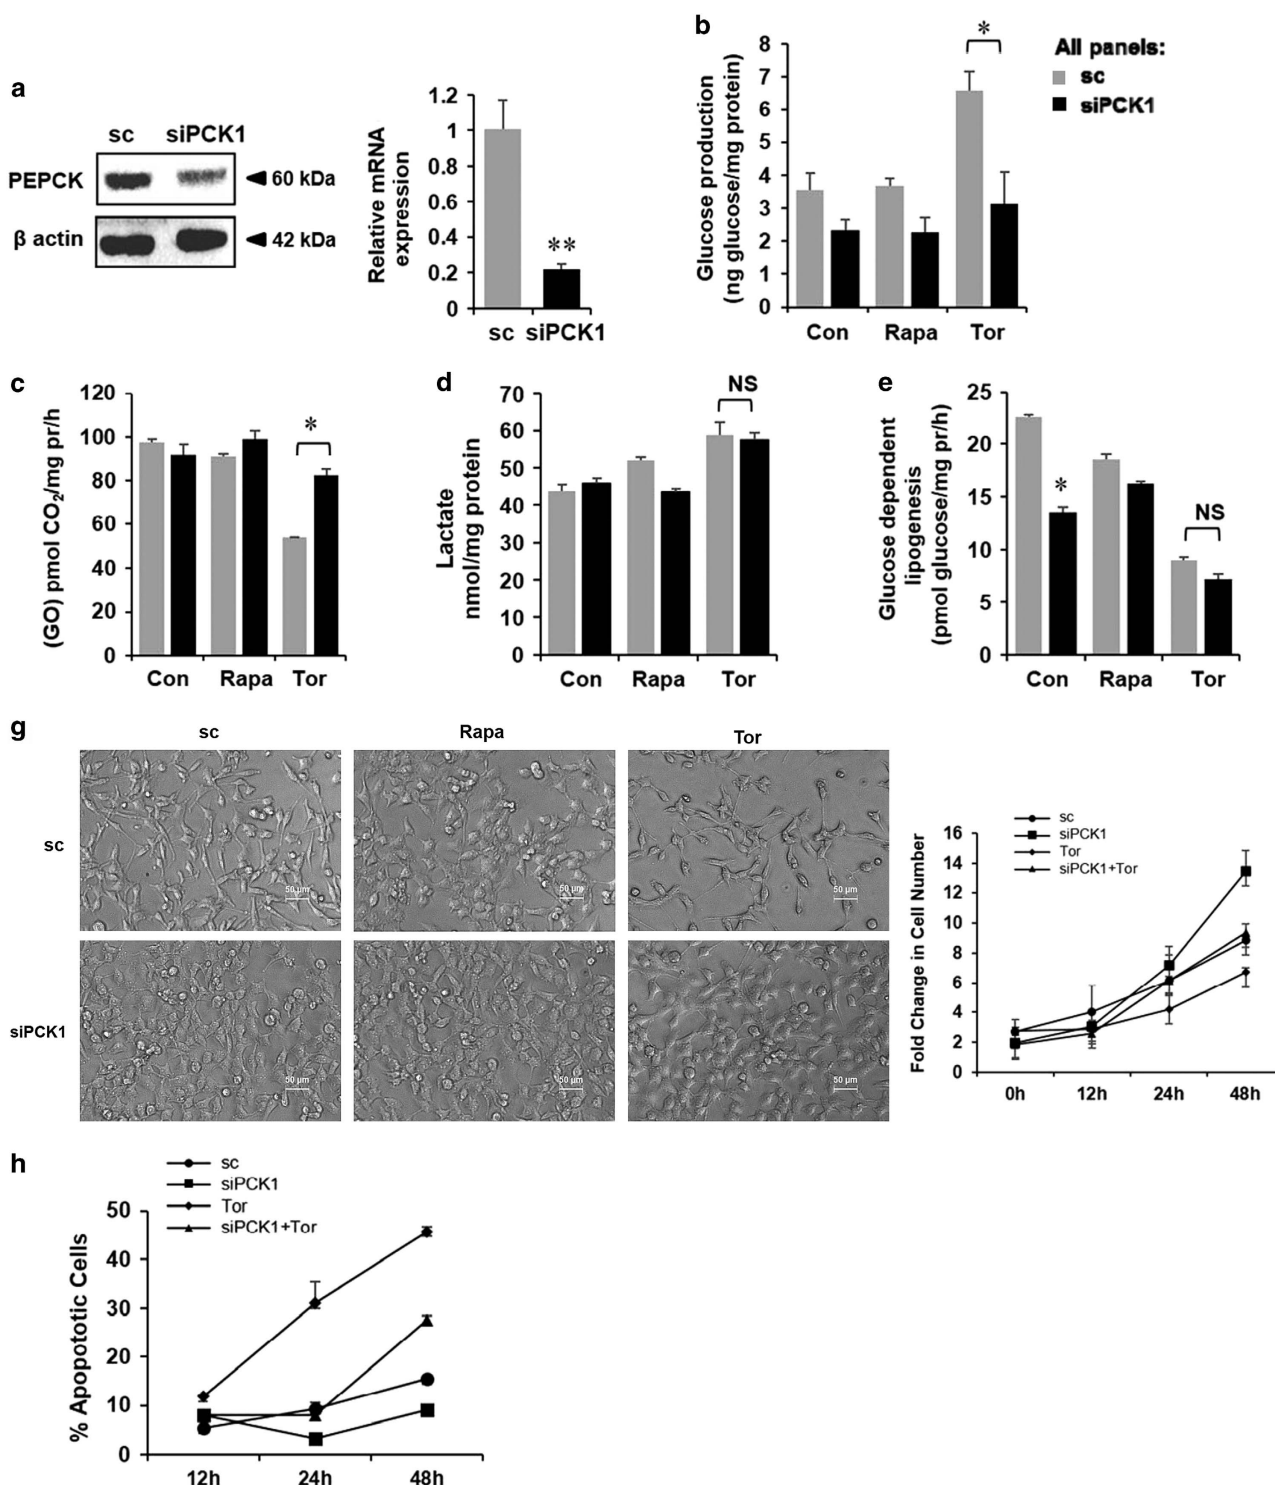 a
sc siPCK1
PEPCK
60 kDa
β actin
42 kDa
Relative mRNA
expression
1.2
1
0.8
0.6
0.4
0.2
0
**
sc siPCK1
b
Glucose production
(ng glucose/mg protein)
8
7
6
5
4
3
2
1
0
*
Con Rapa Tor
All panels:
sc
siPCK1
c
(GO) pmol CO₂/mg pr/h
120
100
80
60
40
20
0
*
Con Rapa Tor
d
Lactate
nmol/mg protein
70
60
50
40
30
20
10
0
NS
Con Rapa Tor
e
Glucose dependent
lipogenesis
(pmol glucose/mg pr/h)
25
20
15
10
5
0
*
NS
Con Rapa Tor
g
sc Rapa Tor
sc
50 µm 50 µm 50 µm
siPCK1
50 µm 50 µm 50 µm
Fold Change in Cell Number
sc
siPCK1
Tor
siPCK1+Tor
16
14
12
10
8
6
4
2
0
0h 12h 24h 48h
h
sc
siPCK1
Tor
siPCK1+Tor
% Apopototic Cells
50
40
30
20
10
0
12h 24h 48h